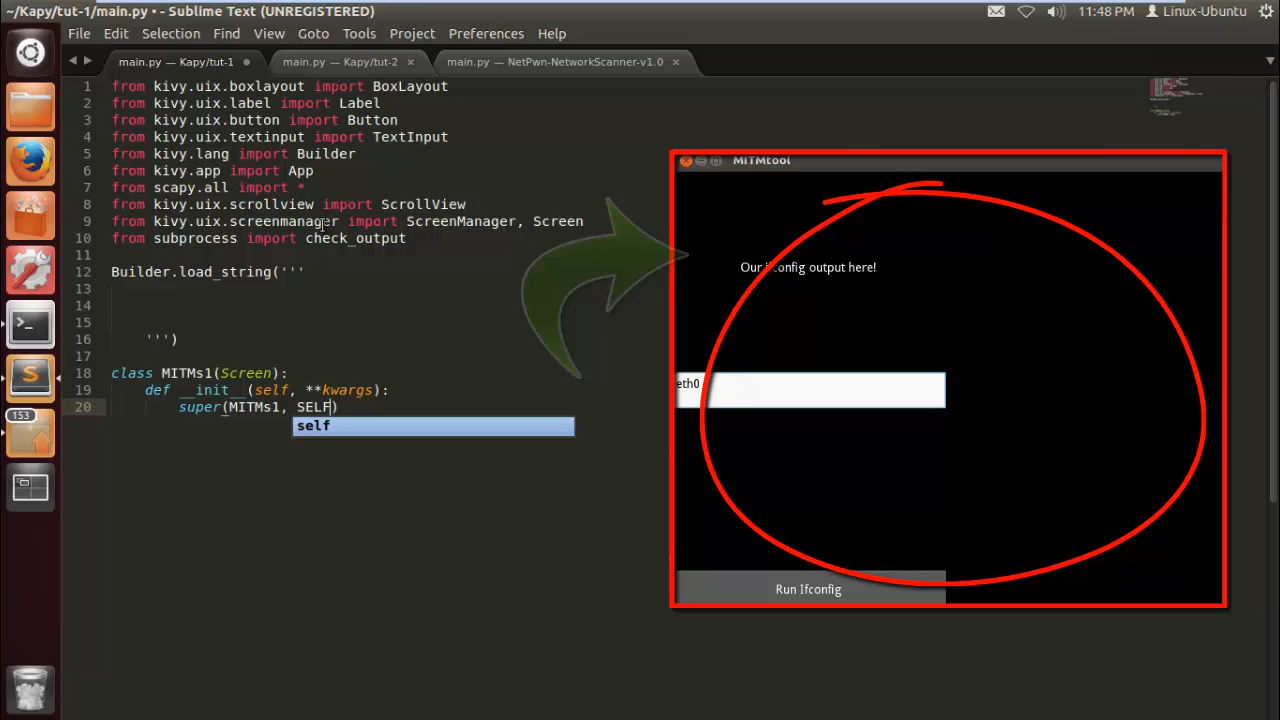 ~/Kapy/tut-1/main.py • - Sublime Text (UNREGISTERED)
11:48 PM
Linux-Ubuntu
File Edit Selection Find View Goto Tools Project Preferences Help
main.py — Kapy/tut-1
main.py — Kapy/tut-2
main.py — NetPwn-NetworkScanner-v1.0
1 from kivy.uix.boxlayout import BoxLayout
2 from kivy.uix.label import Label
3 from kivy.uix.button import Button
4 from kivy.uix.textinput import TextInput
5 from kivy.lang import Builder
6 from kivy.app import App
7 from scapy.all import *
8 from kivy.uix.scrollview import ScrollView
9 from kivy.uix.screenmanager import ScreenManager, Screen
10 from subprocess import check_output
11
12 Builder.load_string('''
13
14
15
16 ''')
17
18 class MITMs1(Screen):
19 def __init__(self, **kwargs):
20 super(MITMs1, SELF)
self
153
MITMtool
Our ifconfig output here!
eth0
Run Ifconfig